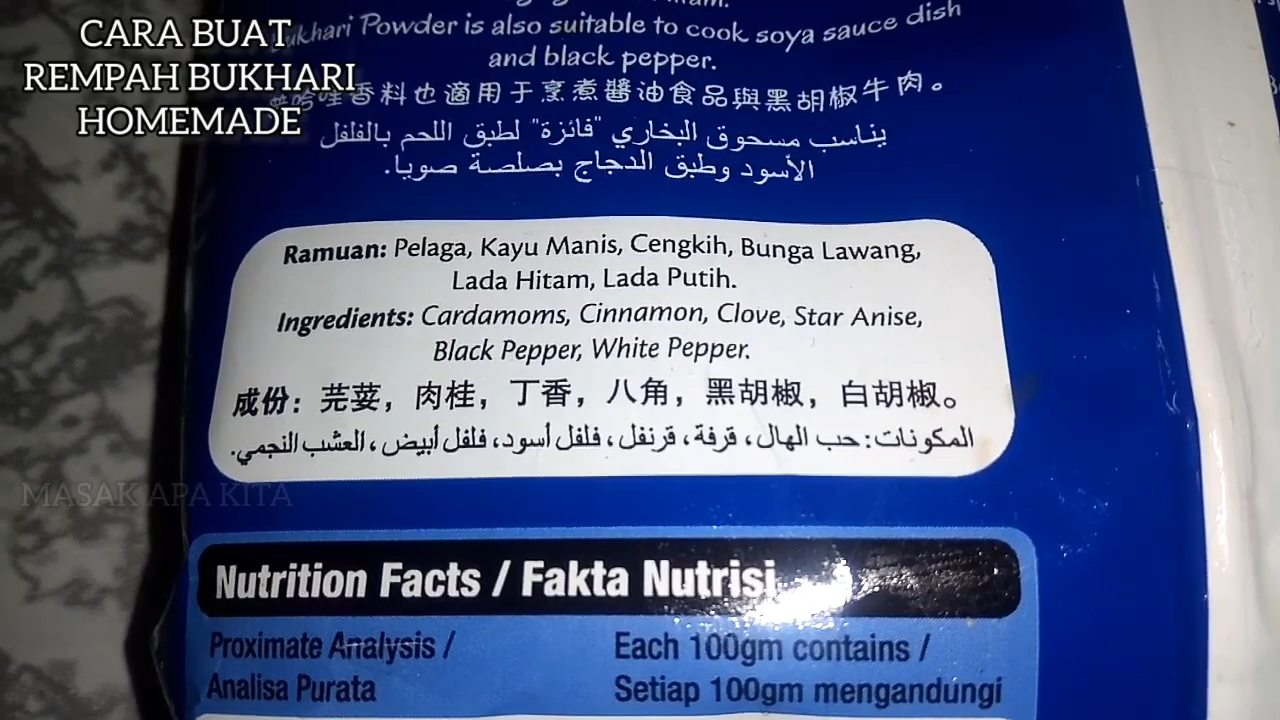 CARA BUAT
REMPAH BUKHARI
HOMEMADE
Powder is also suitable to cook soya sauce dish
and black pepper.
哈哇香料也適用于烹煮醬油食品與黑胡椒牛肉。
يناسب مسحوق البخاري "فائزة" لطبق اللحم بالفلفل
الأسود وطبق الدجاج بصلصة صويا.
Ramuan: Pelaga, Kayu Manis, Cengkih, Bunga Lawang,
Lada Hitam, Lada Putih.
Ingredients: Cardamoms, Cinnamon, Clove, Star Anise,
Black Pepper, White Pepper.
成份：芫荽，肉桂，丁香，八角，黑胡椒，白胡椒。
المكونات: حب الهال، قرفة، قرنفل، فلفل أسود، فلفل أبيض، العشب النجمي.
MASAK APA KITA
Nutrition Facts / Fakta Nutrisi
Proximate Analysis /
Analisa Purata
Each 100gm contains /
Setiap 100gm mengandungi